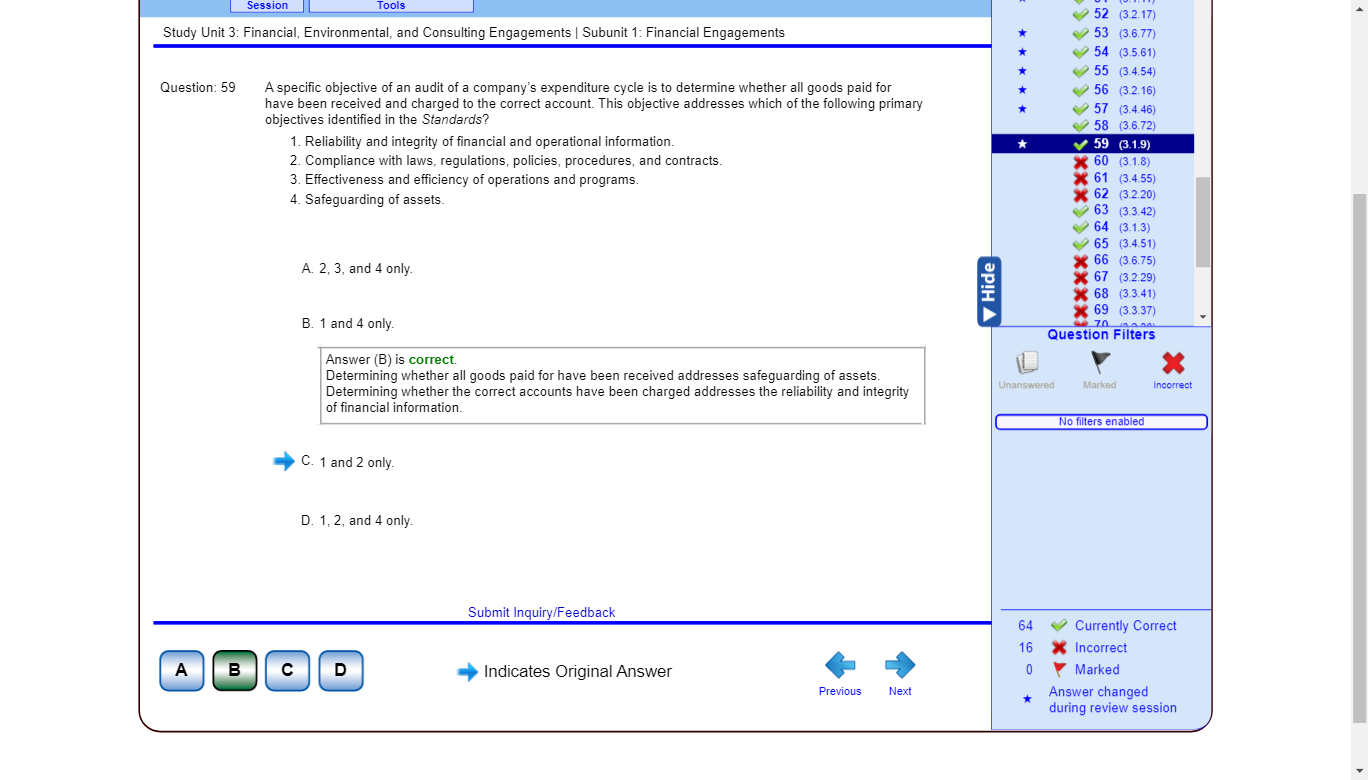 Session
Tools
Study Unit 3: Financial, Environmental, and Consulting Engagements | Subunit 1: Financial Engagements
Question: 59
A specific objective of an audit of a company's expenditure cycle is to determine whether all goods paid for
have been received and charged to the correct account. This objective addresses which of the following primary
objectives identified in the Standards?
1. Reliability and integrity of financial and operational information.
2. Compliance with laws, regulations, policies, procedures, and contracts.
3. Effectiveness and efficiency of operations and programs.
4. Safeguarding of assets.
A. 2, 3, and 4 only.
B. 1 and 4 only.
Answer (B) is correct.
Determining whether all goods paid for have been received addresses safeguarding of assets.
Determining whether the correct accounts have been charged addresses the reliability and integrity
of financial information.
C. 1 and 2 only.
D. 1, 2, and 4 only.
Submit Inquiry/Feedback
A
B
C
D
Indicates Original Answer
Previous
Next
52 (3.2.17)
53 (3.6.77)
54 (3.5.61)
55 (3.4.54)
56 (3.2.16)
57 (3.4.46)
58 (3.6.72)
59 (3.1.9)
60 (3.1.8)
61 (3.4.55)
62 (3.2.20)
63 (3.3.42)
64 (3.1.3)
65 (3.4.51)
66 (3.6.75)
67 (3.2.29)
68 (3.3.41)
69 (3.3.37)
70
Hide
Question Filters
Unanswered
Marked
Incorrect
No filters enabled
64 Currently Correct
16 Incorrect
0 Marked
Answer changed
during review session